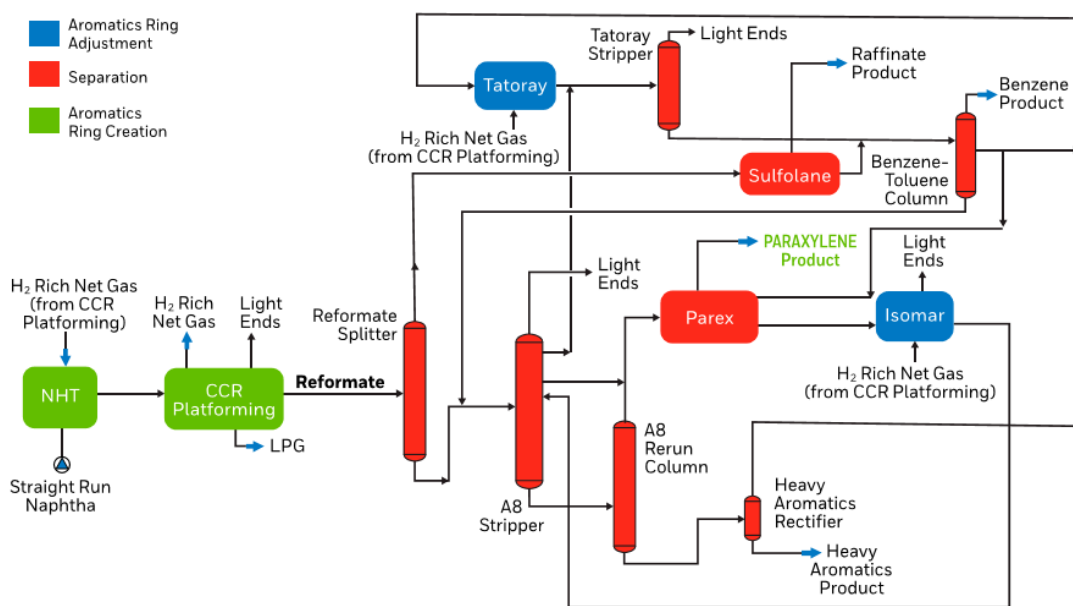 Aromatics Ring
Adjustment
Separation
Aromatics
Ring Creation
Tatoray
H₂ Rich Net Gas
(from CCR Platforming)
Tatoray
Stripper
Light Ends
Raffinate
Product
Sulfolane
Benzene
Product
Benzene-
Toluene
Column
H₂ Rich Net Gas
(from CCR
Platforming)
NHT
Straight Run
Naphtha
H₂ Rich
Net Gas
Light
Ends
CCR
Platforming
LPG
Reformate
Reformate
Splitter
Light
Ends
A8
Stripper
A8
Rerun
Column
PARAXYLENE
Product
Parex
Light
Ends
Isomar
H₂ Rich Net Gas
(from CCR Platforming)
Heavy
Aromatics
Rectifier
Heavy
Aromatics
Product